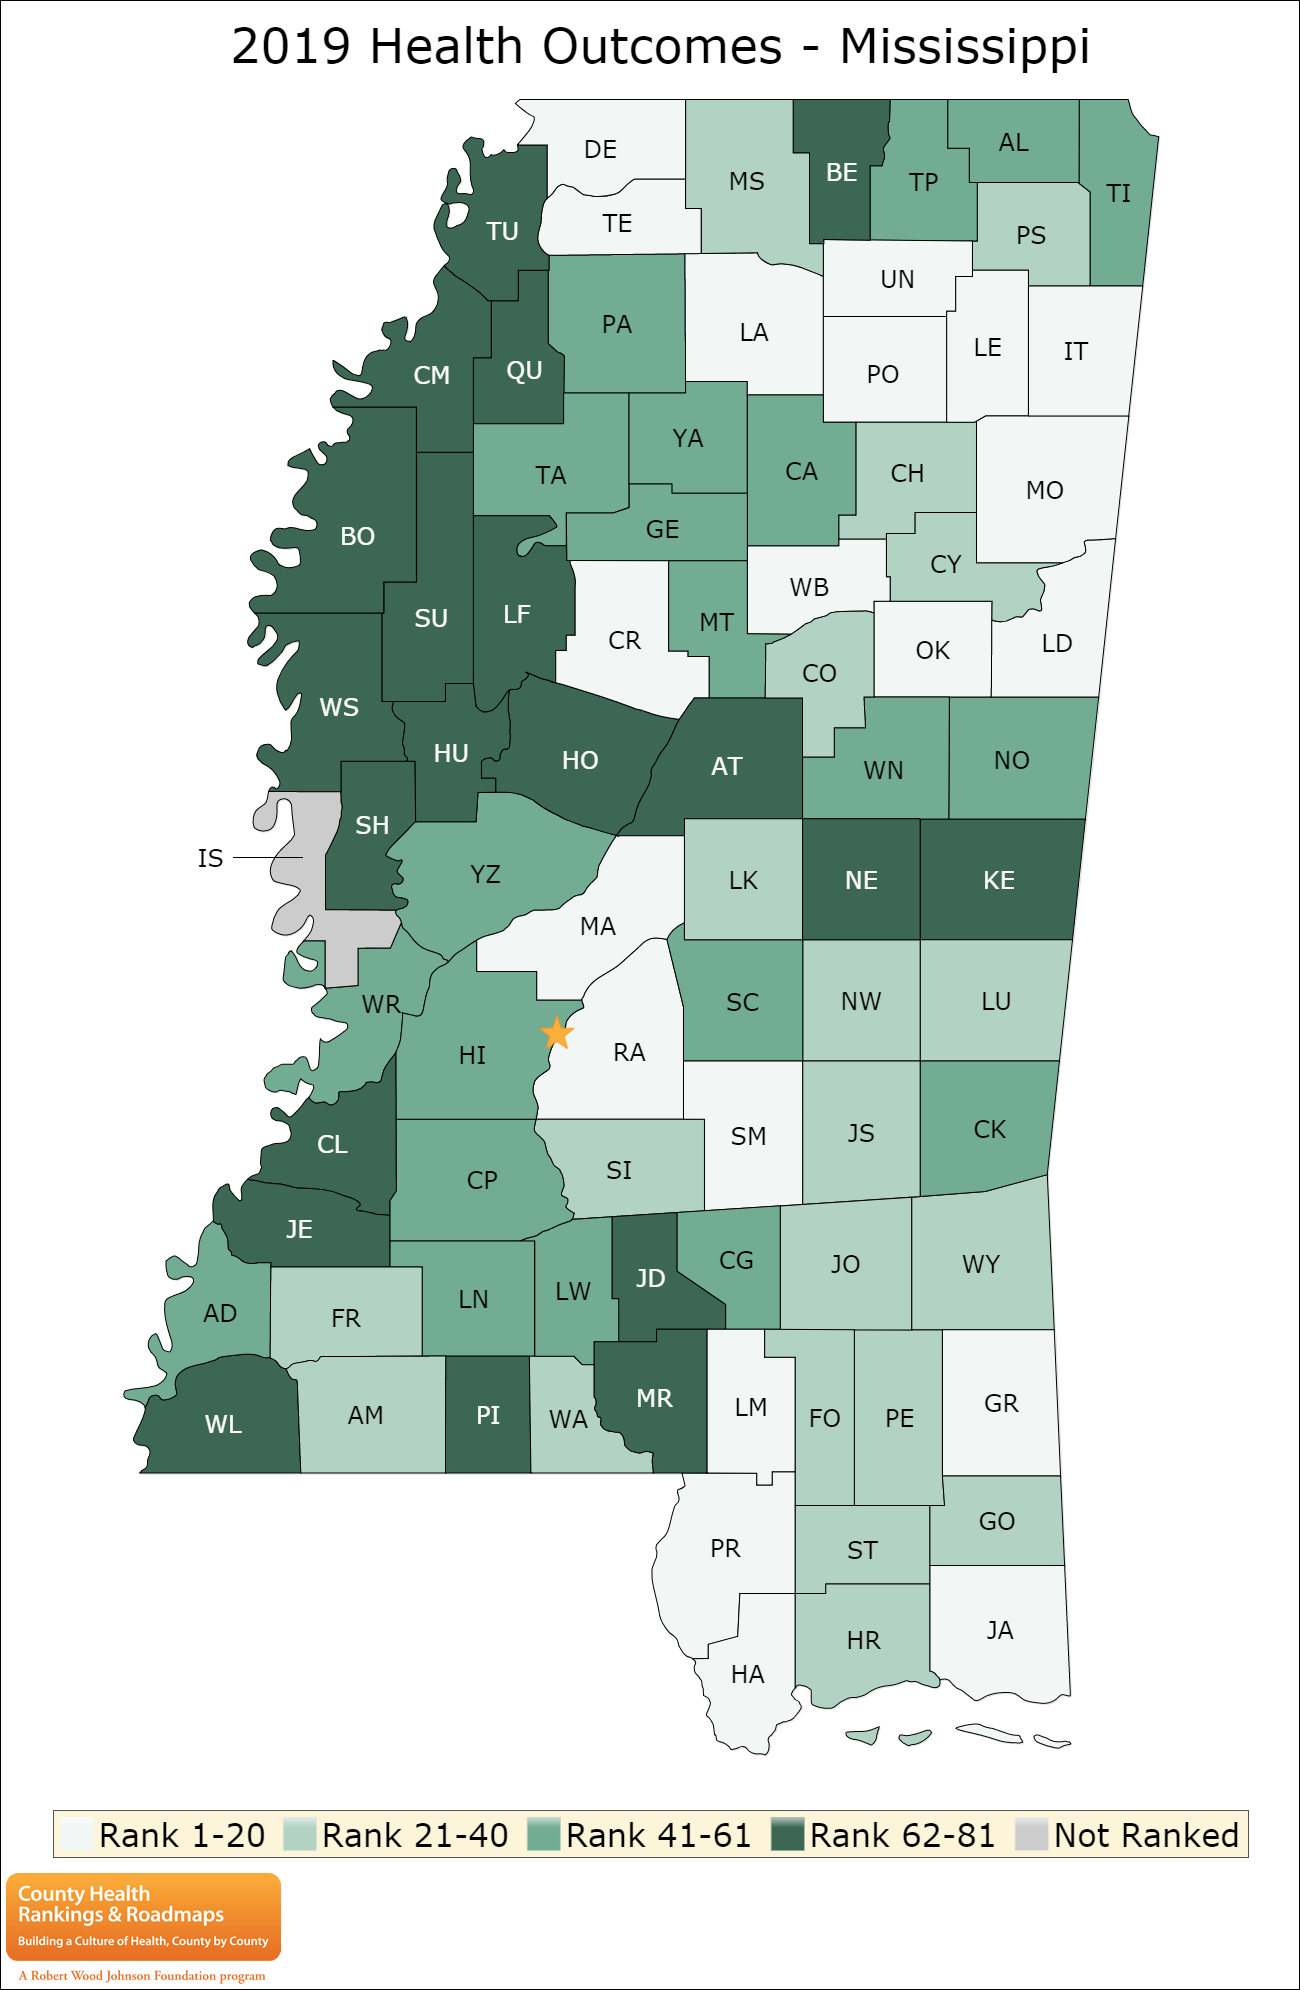 2019 Health Outcomes - Mississippi
DE
MS
BE
TP
AL
TI
TU
TE
PS
UN
PA
LA
LE
IT
CM
QU
PO
YA
TA
CA
CH
MO
BO
GE
CY
WB
SU
LF
MT
CR
OK
LD
CO
WS
HU
HO
AT
WN
NO
SH
IS
YZ
LK
NE
KE
MA
WR
SC
NW
LU
HI
RA
CL
SM
JS
CK
CP
SI
JE
AD
FR
LN
LW
JD
CG
JO
WY
WL
AM
PI
WA
MR
LM
FO
PE
GR
PR
ST
GO
HA
HR
JA
Rank 1-20 Rank 21-40 Rank 41-61 Rank 62-81 Not Ranked
County Health
Rankings & Roadmaps
Building a Culture of Health, County by County
A Robert Wood Johnson Foundation program